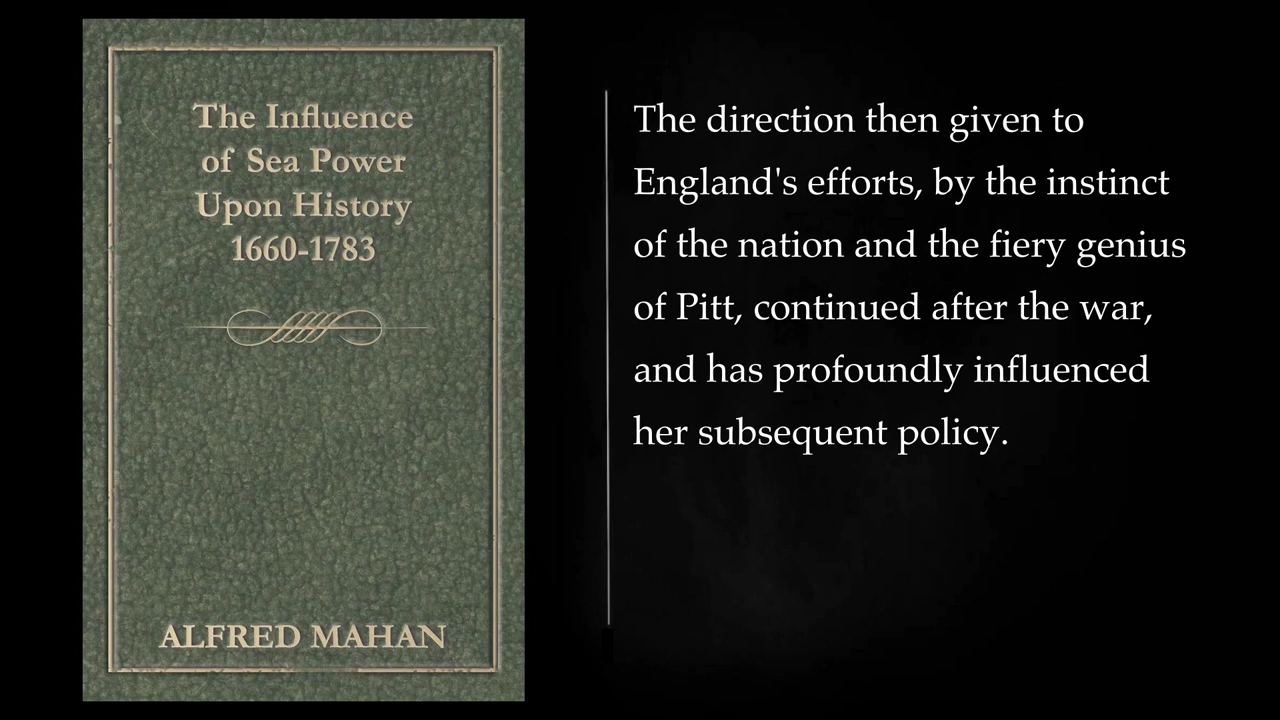 The Influence
of Sea Power
Upon History
1660-1783
ALFRED MAHAN
The direction then given to
England's efforts, by the instinct
of the nation and the fiery genius
of Pitt, continued after the war,
and has profoundly influenced
her subsequent policy.